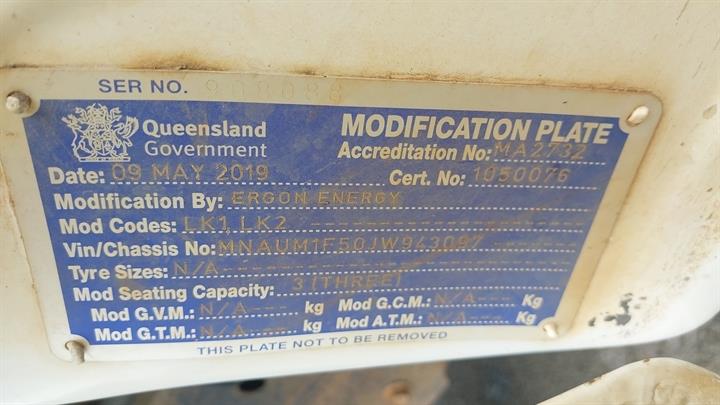 SER NO. 908086
Queensland
Government
MODIFICATION PLATE
Accreditation No: MA2732
Date: 09 MAY 2019 Cert. No: 1050076
Modification By: ERGON ENERGY
Mod Codes: LK1, LK2
Vin/Chassis No: MNAUM1F50JW943097
Tyre Sizes: N/A
Mod Seating Capacity: 3 (THREE)
Mod G.V.M.: N/A kg Mod G.C.M.: N/A Kg
Mod G.T.M.: N/A kg Mod A.T.M.: N/A Kg
THIS PLATE NOT TO BE REMOVED